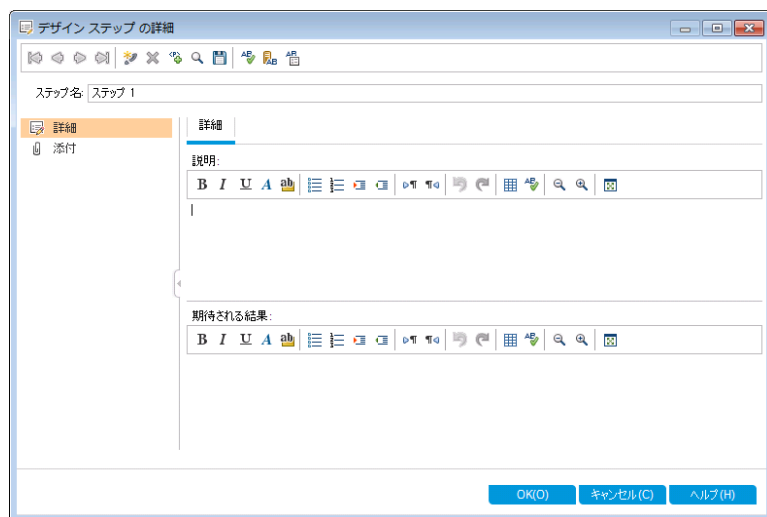 デザイン ステップ の詳細
ステップ名: ステップ 1
詳細
添付
詳細
説明:
B I U A ab
期待される結果:
B I U A ab
OK(O) キャンセル(C) ヘルプ(H)